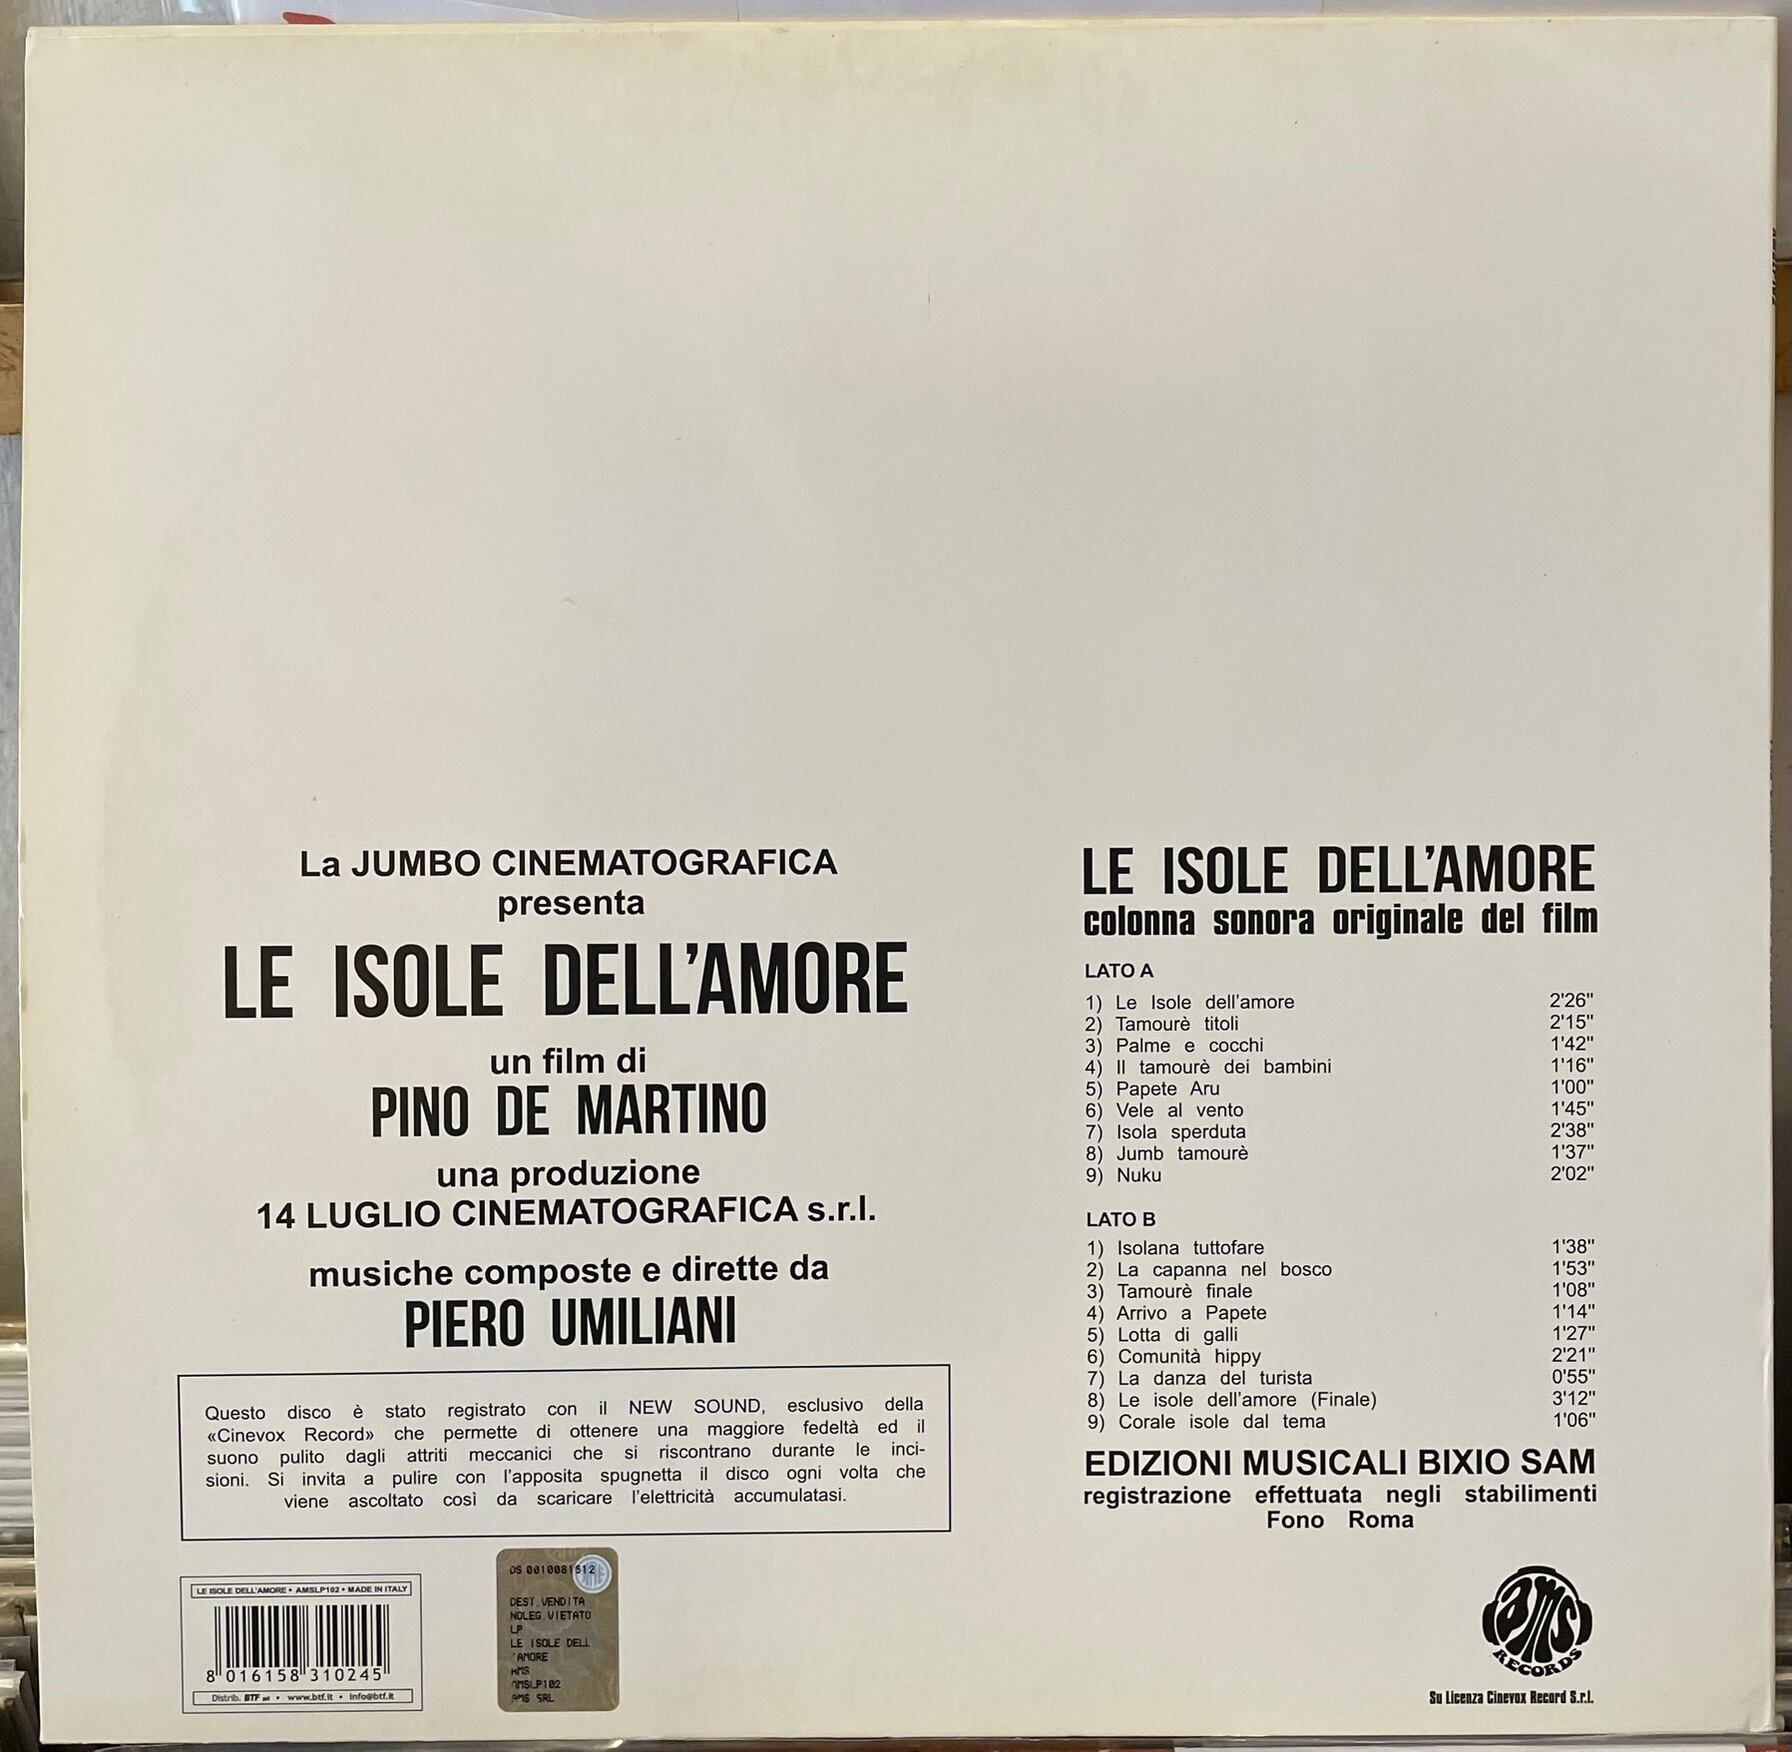 La JUMBO CINEMATOGRAFICA
presenta
LE ISOLE DELL'AMORE
un film di
PINO DE MARTINO
una produzione
14 LUGLIO CINEMATOGRAFICA s.r.l.
musiche composte e dirette da
PIERO UMILIANI
Questo disco è stato registrato con il NEW SOUND, esclusivo della
«Cinevox Record» che permette di ottenere una maggiore fedeltà ed il
suono pulito dagli attriti meccanici che si riscontrano durante le inci-
sioni. Si invita a pulire con l'apposita spugnetta il disco ogni volta che
viene ascoltato così da scaricare l'elettricità accumulatasi.
LE ISOLE DELL'AMORE • AMSLP102 • MADE IN ITALY
8 016158 310245
Distrib. BTF srl • www.btf.it • info@btf.it
DS 0010081612
DEST.VENDITA
NOLEG.VIETATO
LP
LE ISOLE DELL
'AMORE
AMS
AMSLP102
AMS SRL
LE ISOLE DELL'AMORE
colonna sonora originale del film
LATO A
1) Le Isole dell'amore 2'26"
2) Tamourè titoli 2'15"
3) Palme e cocchi 1'42"
4) Il tamourè dei bambini 1'16"
5) Papete Aru 1'00"
6) Vele al vento 1'45"
7) Isola sperduta 2'38"
8) Jumb tamourè 1'37"
9) Nuku 2'02"
LATO B
1) Isolana tuttofare 1'38"
2) La capanna nel bosco 1'53"
3) Tamourè finale 1'08"
4) Arrivo a Papete 1'14"
5) Lotta di galli 1'27"
6) Comunità hippy 2'21"
7) La danza del turista 0'55"
8) Le isole dell'amore (Finale) 3'12"
9) Corale isole dal tema 1'06"
EDIZIONI MUSICALI BIXIO SAM
registrazione effettuata negli stabilimenti
Fono Roma
AMS
RECORDS
Su Licenza Cinevox Record S.r.l.